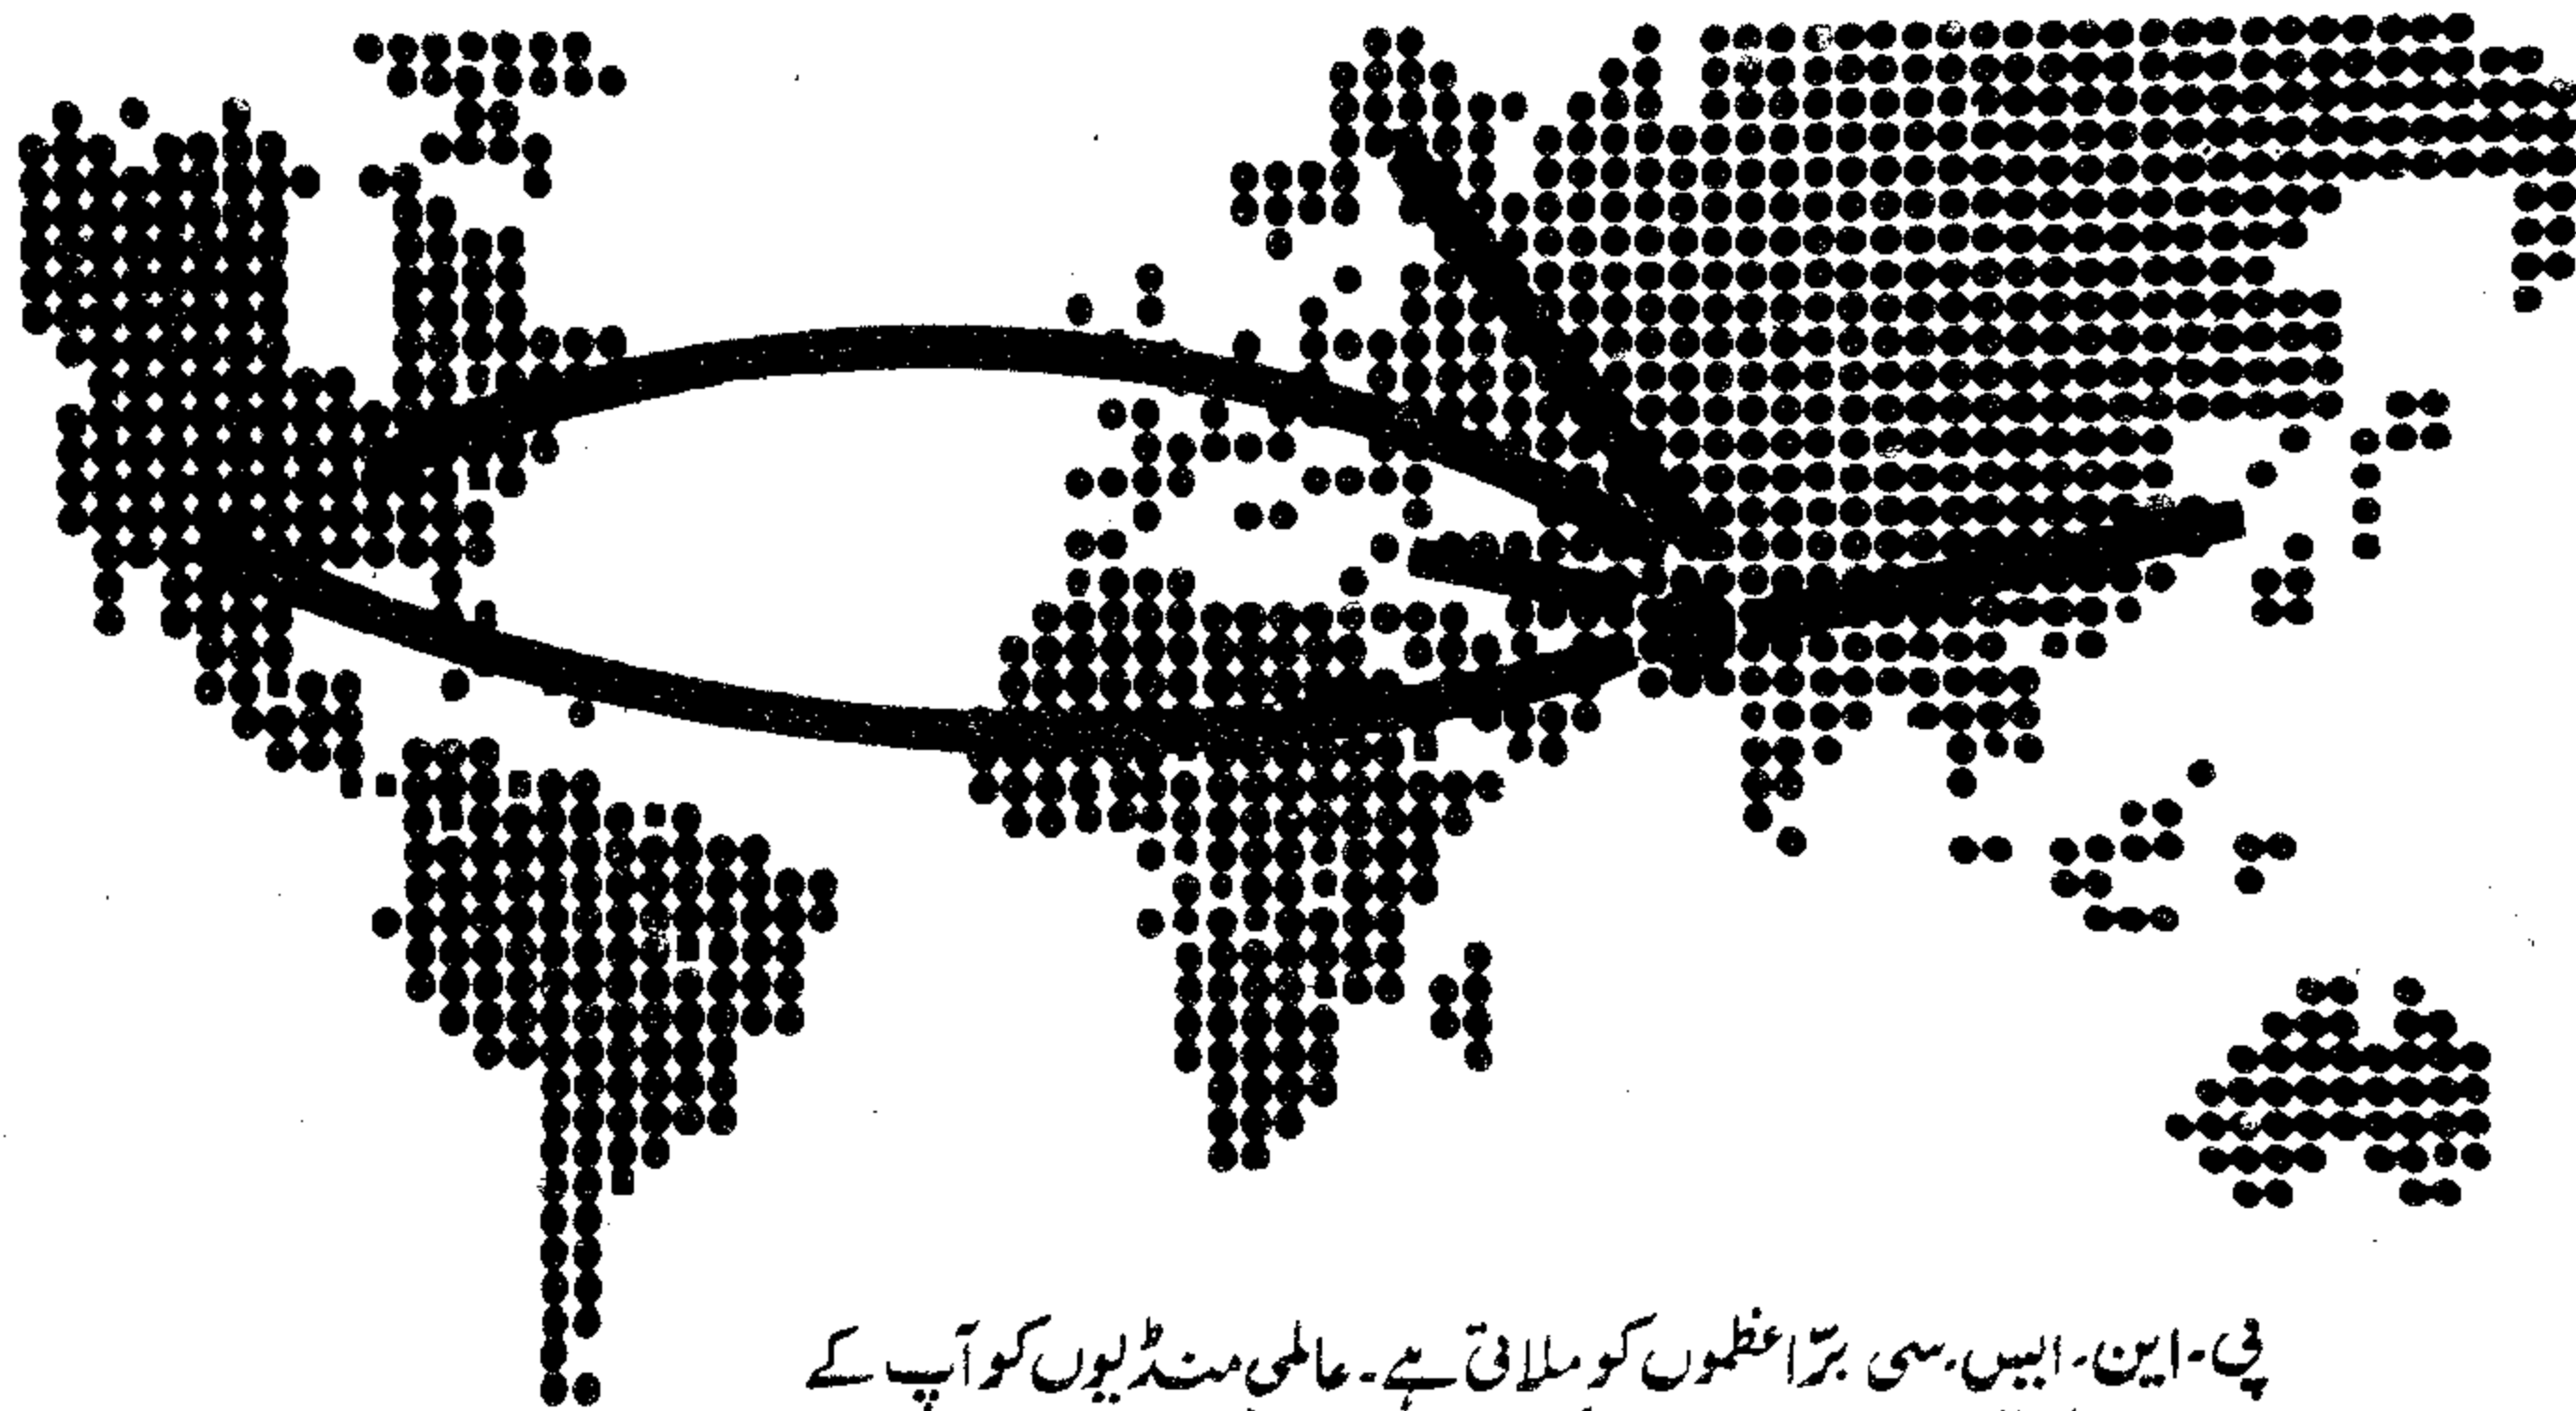 پی۔ این۔ ایس۔ سی برّاعظموں کو ملاتی ہے۔ عالمی منڈیوں کو آپ کے